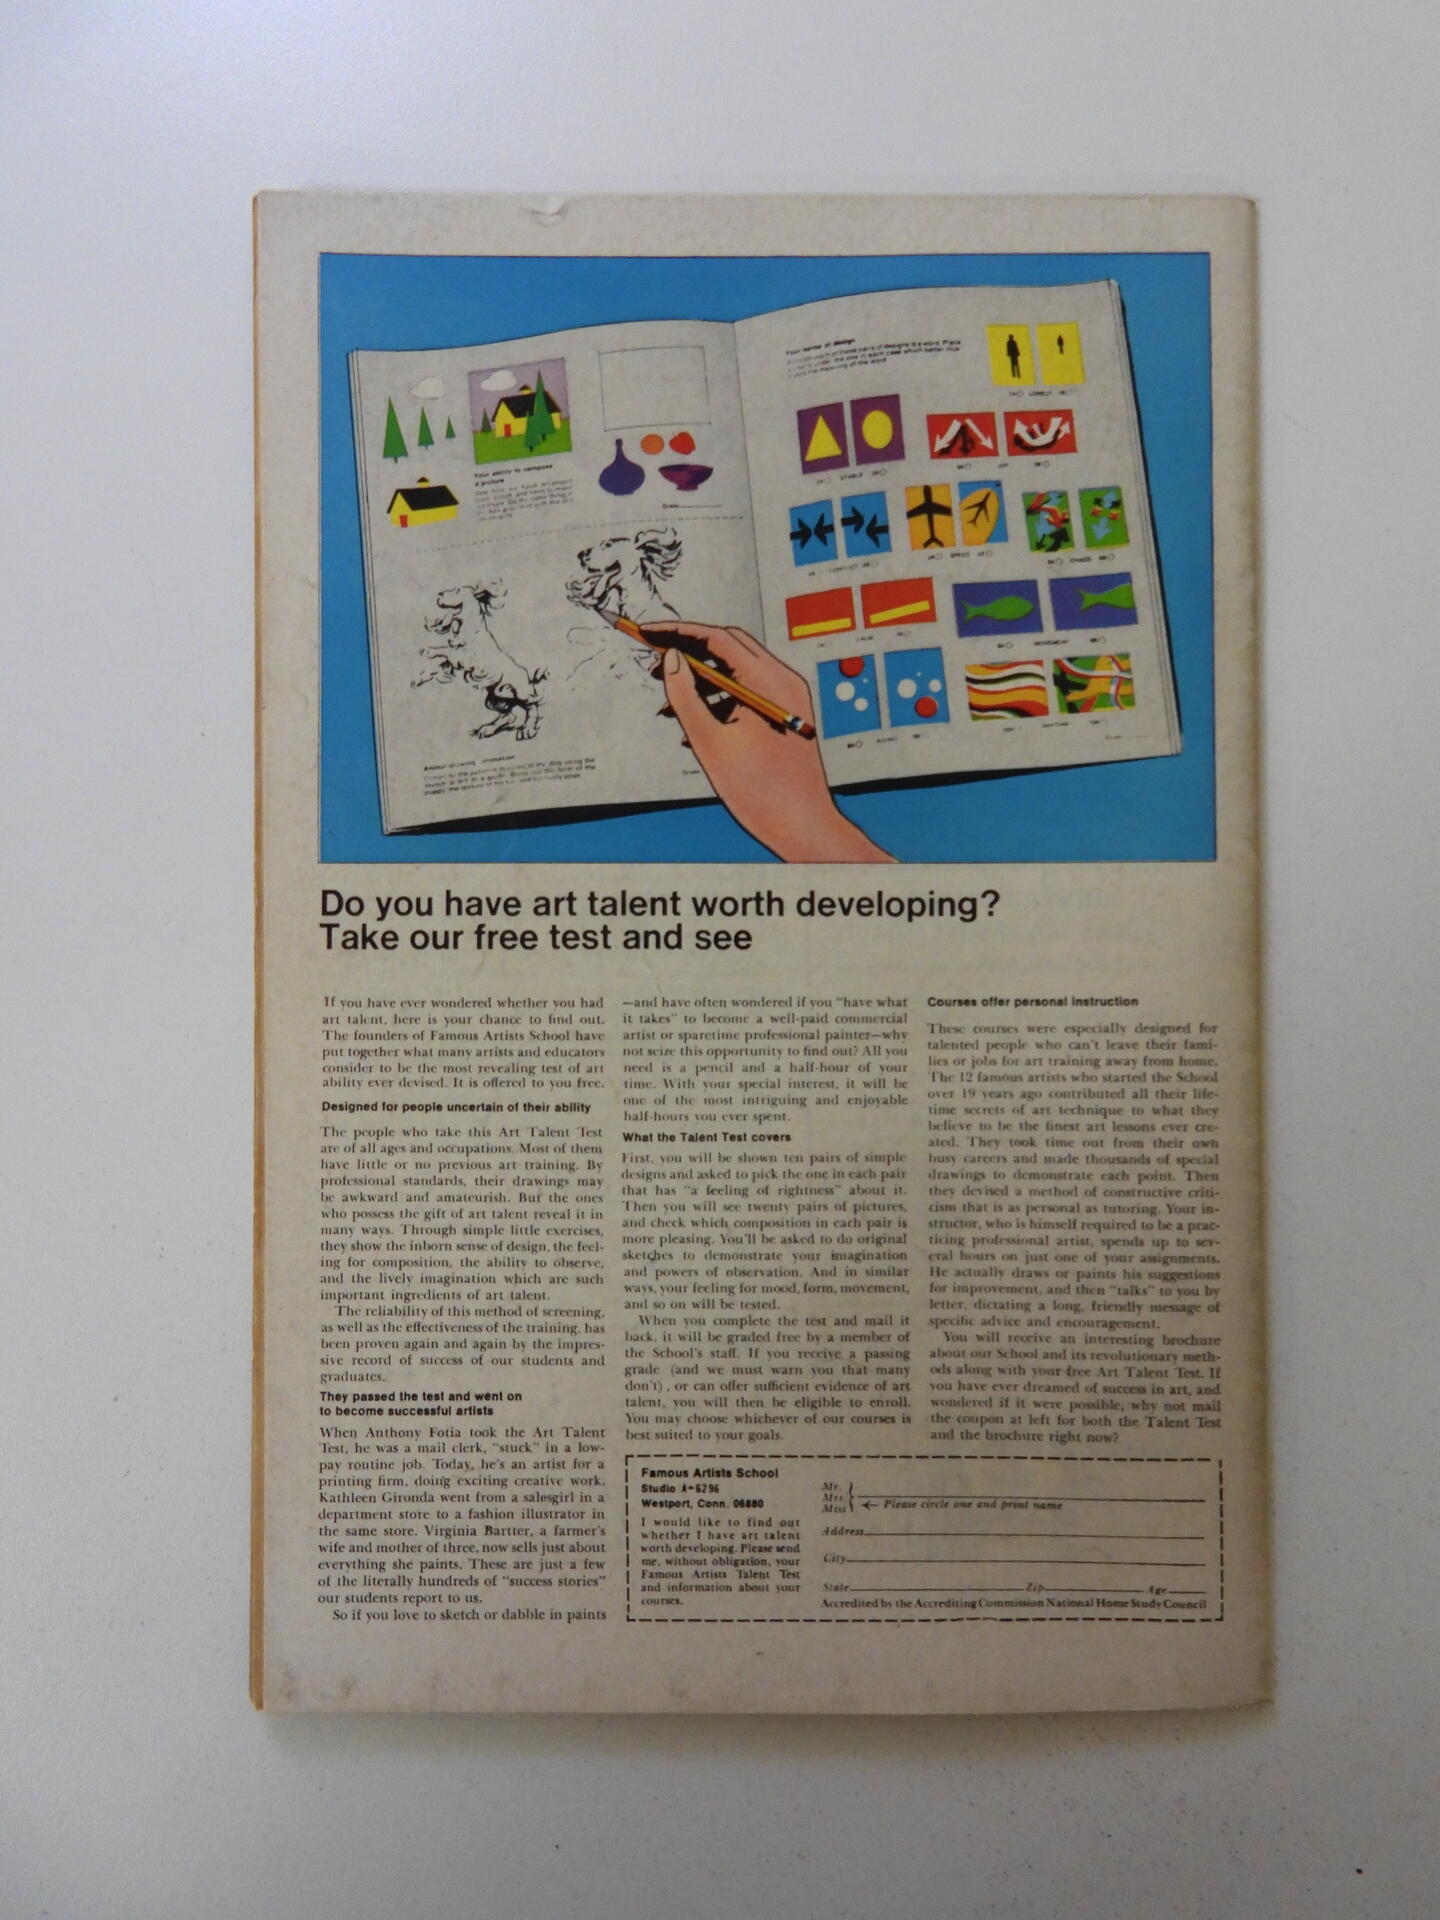 Your sense of design
LONELY
STABLE
JOY
CONFLICT
SPEED
CHAOS
CALM
MOVEMENT
Your ability to compose
a picture
Grade
Grade
Do you have art talent worth developing?
Take our free test and see
If you have ever wondered whether you had
art talent, here is your chance to find out.
The founders of Famous Artists School have
put together what many artists and educators
consider to be the most revealing test of art
ability ever devised. It is offered to you free.
Designed for people uncertain of their ability
The people who take this Art Talent Test
are of all ages and occupations. Most of them
have little or no previous art training. By
professional standards, their drawings may
be awkward and amateurish. But the ones
who possess the gift of art talent reveal it in
many ways. Through simple little exercises,
they show the inborn sense of design, the feel-
ing for composition, the ability to observe,
and the lively imagination which are such
important ingredients of art talent.
The reliability of this method of screening,
as well as the effectiveness of the training, has
been proven again and again by the impres-
sive record of success of our students and
graduates.
They passed the test and went on
to become successful artists
When Anthony Fotia took the Art Talent
Test, he was a mail clerk, "stuck" in a low-
pay routine job. Today, he's an artist for a
printing firm, doing exciting creative work.
Kathleen Gironda went from a salesgirl in a
department store to a fashion illustrator in
the same store. Virginia Bartter, a farmer's
wife and mother of three, now sells just about
everything she paints. These are just a few
of the literally hundreds of "success stories"
our students report to us.
So if you love to sketch or dabble in paints
—and have often wondered if you "have what
it takes" to become a well-paid commercial
artist or sparetime professional painter—why
not seize this opportunity to find out? All you
need is a pencil and a half-hour of your
time. With your special interest, it will be
one of the most intriguing and enjoyable
half-hours you ever spent.
What the Talent Test covers
First, you will be shown ten pairs of simple
designs and asked to pick the one in each pair
that has "a feeling of rightness" about it.
Then you will see twenty pairs of pictures,
and check which composition in each pair is
more pleasing. You'll be asked to do original
sketches to demonstrate your imagination
and powers of observation. And in similar
ways, your feeling for mood, form, movement,
and so on will be tested.
When you complete the test and mail it
back, it will be graded free by a member of
the School's staff. If you receive a passing
grade (and we must warn you that many
don't), or can offer sufficient evidence of art
talent, you will then be eligible to enroll.
You may choose whichever of our courses is
best suited to your goals.
Courses offer personal instruction
These courses were especially designed for
talented people who can't leave their fami-
lies or jobs for art training away from home.
The 12 famous artists who started the School
over 19 years ago contributed all their life-
time secrets of art technique to what they
believe to be the finest art lessons ever cre-
ated. They took time out from their own
busy careers and made thousands of special
drawings to demonstrate each point. Then
they devised a method of constructive criti-
cism that is as personal as tutoring. Your in-
structor, who is himself required to be a prac-
ticing professional artist, spends up to sev-
eral hours on just one of your assignments.
He actually draws or paints his suggestions
for improvement, and then "talks" to you by
letter, dictating a long, friendly message of
specific advice and encouragement.
You will receive an interesting brochure
about our School and its revolutionary meth-
ods along with your free Art Talent Test. If
you have ever dreamed of success in art, and
wondered if it were possible, why not mail
the coupon at left for both the Talent Test
and the brochure right now?
Famous Artists School
Studio A-6296
Westport, Conn. 06880
I would like to find out
whether I have art talent
worth developing. Please send
me, without obligation, your
Famous Artists Talent Test
and information about your
courses.
Mr.
Mrs.
Miss
Please circle one and print name
Address
City
State Zip Age
Accredited by the Accrediting Commission National Home Study Council